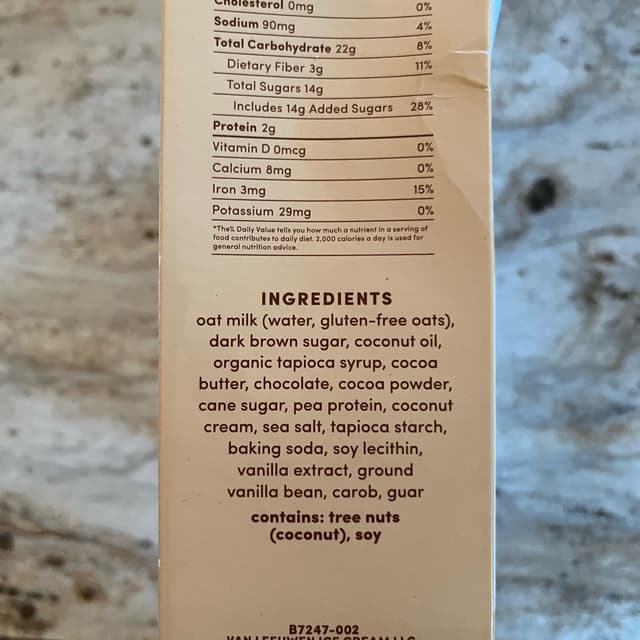 Cholesterol 0mg 0%
Sodium 90mg 4%
Total Carbohydrate 22g 8%
Dietary Fiber 3g 11%
Total Sugars 14g
Includes 14g Added Sugars 28%
Protein 2g
Vitamin D 0mcg 0%
Calcium 8mg 0%
Iron 3mg 15%
Potassium 29mg 0%
*The% Daily Value tells you how much a nutrient in a serving of
food contributes to daily diet. 2,000 calories a day is used for
general nutrition advice.
INGREDIENTS
oat milk (water, gluten-free oats),
dark brown sugar, coconut oil,
organic tapioca syrup, cocoa
butter, chocolate, cocoa powder,
cane sugar, pea protein, coconut
cream, sea salt, tapioca starch,
baking soda, soy lecithin,
vanilla extract, ground
vanilla bean, carob, guar
contains: tree nuts
(coconut), soy
B7247-002
VAN LEEUWEN ICE CREAM LLC